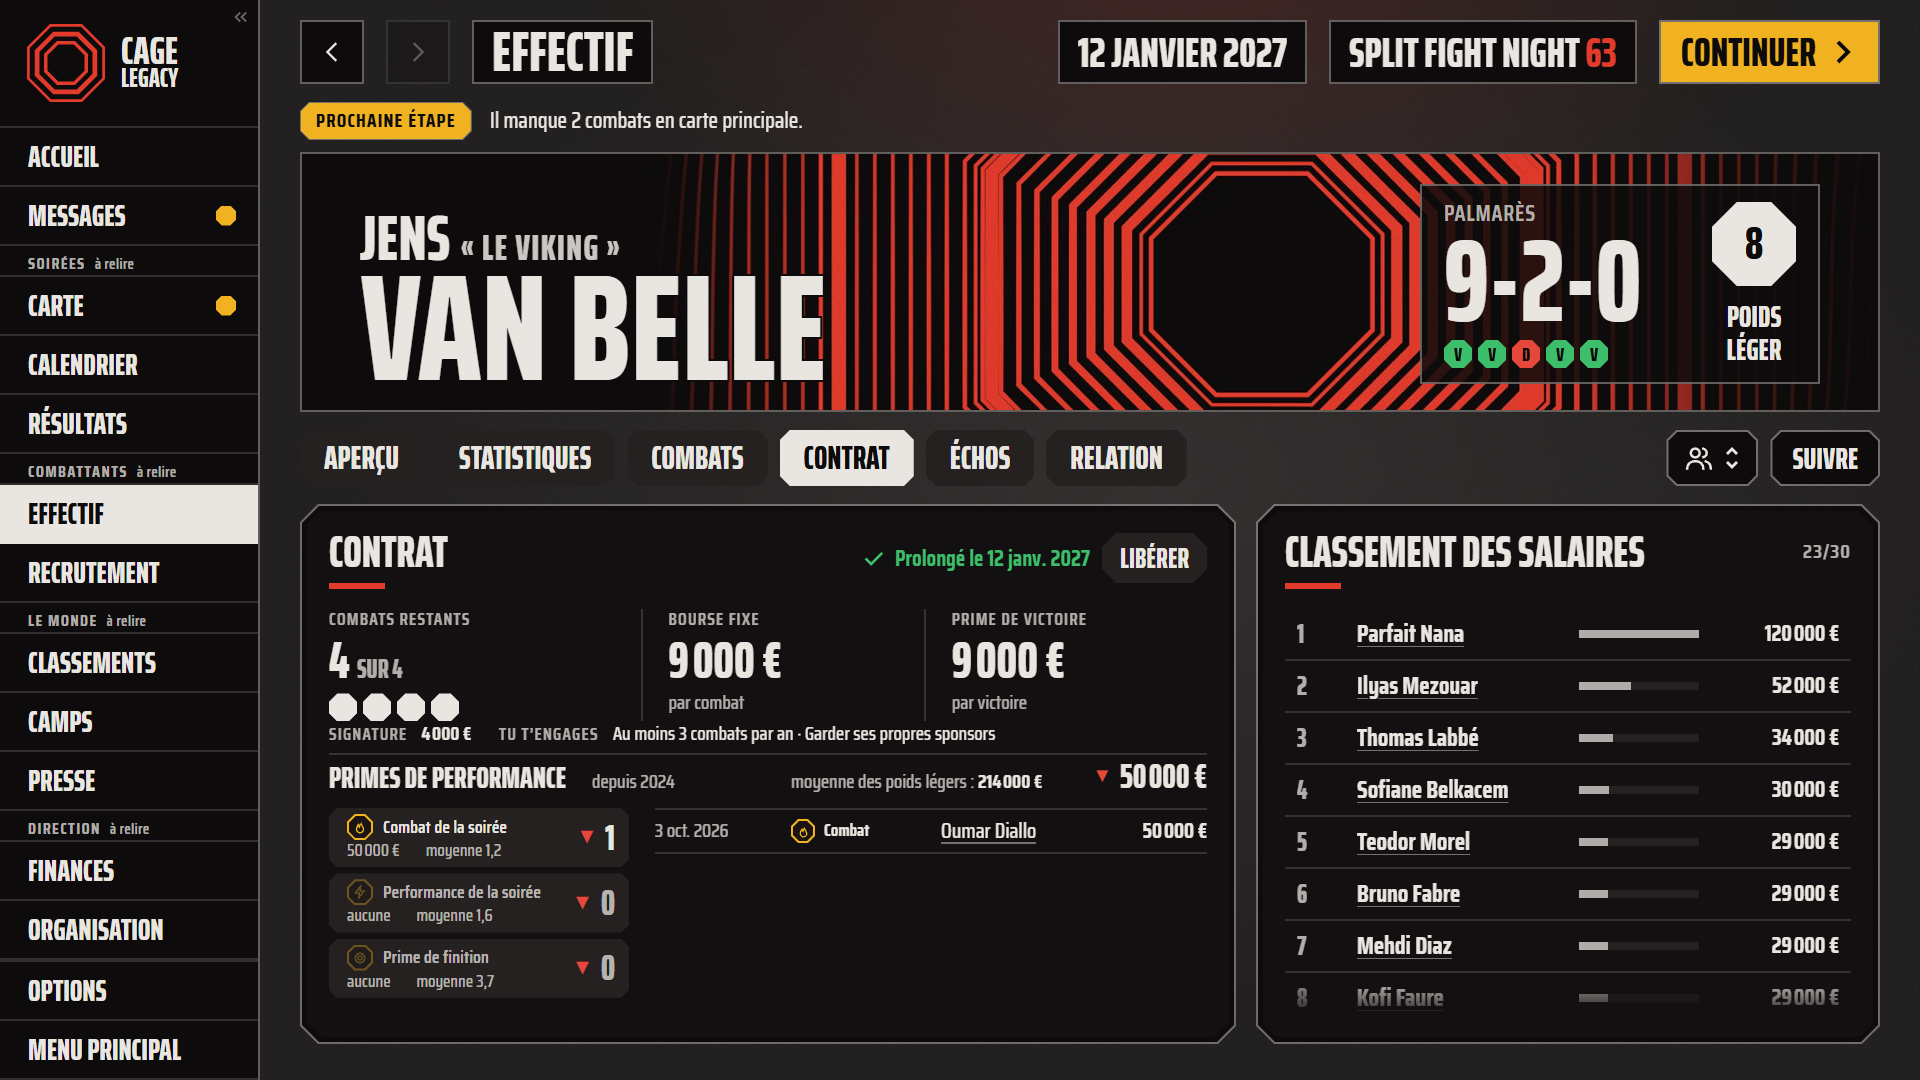 CAGE
LEGACY
ACCUEIL
MESSAGES
SOIRÉES à relire
CARTE
CALENDRIER
RÉSULTATS
COMBATTANTS à relire
EFFECTIF
RECRUTEMENT
LE MONDE à relire
CLASSEMENTS
CAMPS
PRESSE
DIRECTION à relire
FINANCES
ORGANISATION
OPTIONS
MENU PRINCIPAL
EFFECTIF
12 JANVIER 2027
SPLIT FIGHT NIGHT 63
CONTINUER
PROCHAINE ÉTAPE Il manque 2 combats en carte principale.
JENS « LE VIKING »
VAN BELLE
PALMARÈS
9-2-0
V V D V V
8
POIDS
LÉGER
APERÇU STATISTIQUES COMBATS CONTRAT ÉCHOS RELATION
SUIVRE
CONTRAT
Prolongé le 12 janv. 2027
LIBÉRER
COMBATS RESTANTS
4 SUR 4
BOURSE FIXE
9 000 €
par combat
PRIME DE VICTOIRE
9 000 €
par victoire
SIGNATURE 4 000 € TU T'ENGAGES Au moins 3 combats par an · Garder ses propres sponsors
PRIMES DE PERFORMANCE depuis 2024 moyenne des poids légers : 214 000 € ▼ 50 000 €
Combat de la soirée
50 000 € moyenne 1,2
▼ 1
Performance de la soirée
aucune moyenne 1,6
▼ 0
Prime de finition
aucune moyenne 3,7
▼ 0
3 oct. 2026 Combat Oumar Diallo 50 000 €
CLASSEMENT DES SALAIRES 23/30
1 Parfait Nana 120 000 €
2 Ilyas Mezouar 52 000 €
3 Thomas Labbé 34 000 €
4 Sofiane Belkacem 30 000 €
5 Teodor Morel 29 000 €
6 Bruno Fabre 29 000 €
7 Mehdi Diaz 29 000 €
8 Kofi Faure 29 000 €